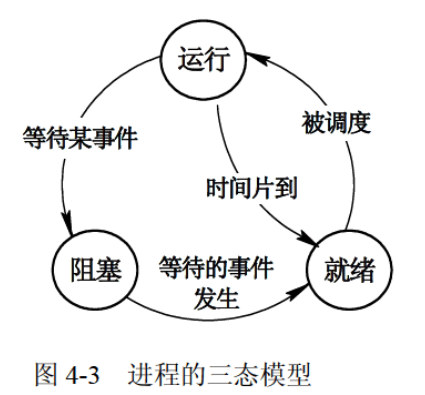 运行
等待某事件
被调度
时间片到
阻塞
等待的事件
发生
就绪
图 4-3 进程的三态模型